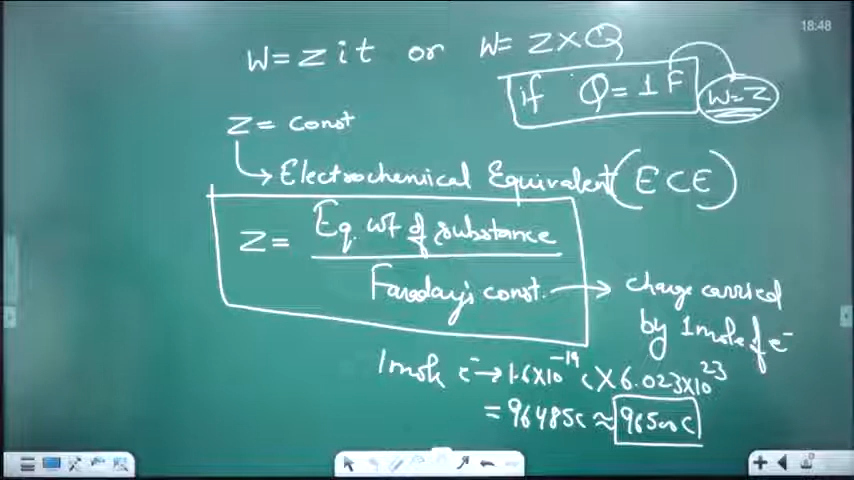 18:48
W = Z i t or W = Z × Q
if Q = 1 F W = Z
Z = const
Electrochemical Equivalent (ECE)
Z = Eq. wt of substance
Faraday's const. → charge carried
by 1 mole of e⁻
1 mole e⁻ → 1.6×10⁻¹⁹ C × 6.023×10²³
= 96485C ≈ 96500 C